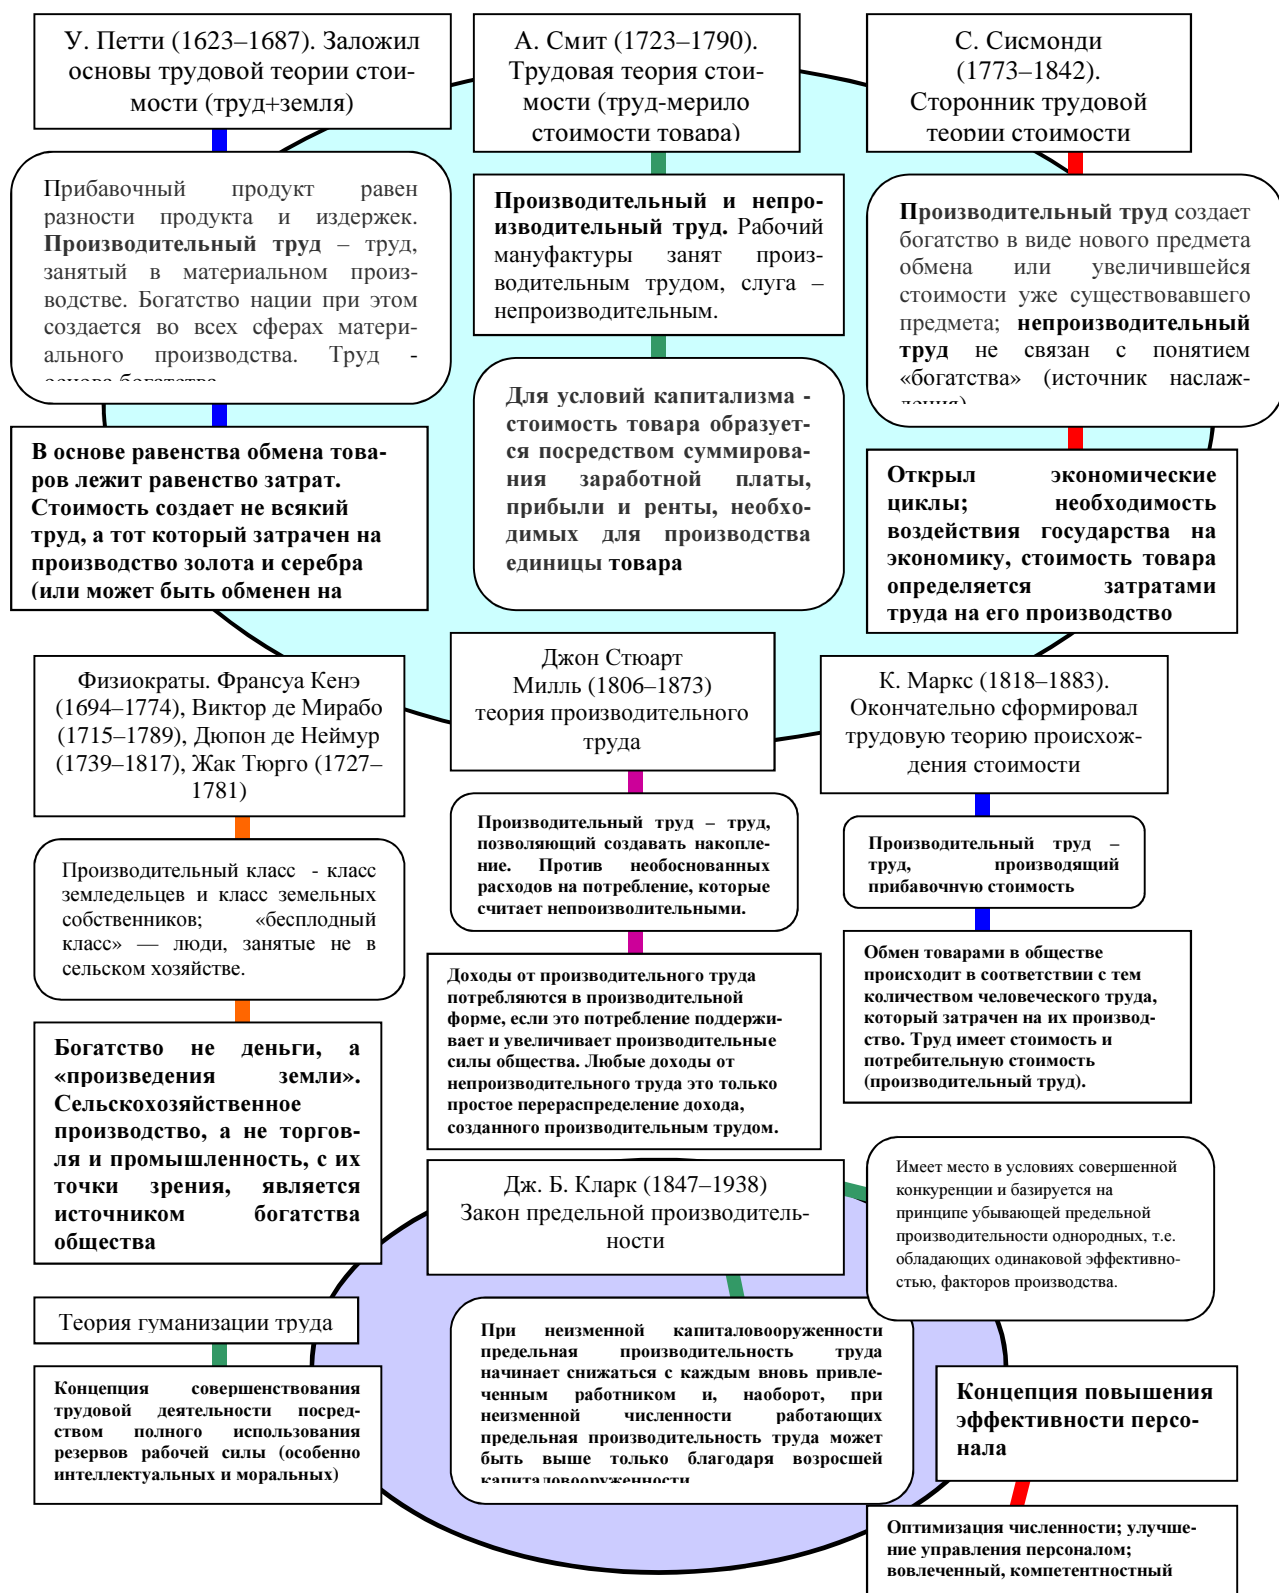 У. Петти (1623–1687). Заложил
основы трудовой теории стои-
мости (труд+земля)
А. Смит (1723–1790).
Трудовая теория стои-
мости (труд-мерило
стоимости товара)
С. Сисмонди
(1773–1842).
Сторонник трудовой
теории стоимости
Прибавочный продукт равен
разности продукта и издержек.
Производительный труд – труд,
занятый в материальном произ-
водстве. Богатство нации при этом
создается во всех сферах матери-
ального производства. Труд -
основа богатства
Производительный и непро-
изводительный труд. Рабочий
мануфактуры занят произ-
водительным трудом, слуга –
непроизводительным.
Производительный труд создает
богатство в виде нового предмета
обмена или увеличившейся
стоимости уже существовавшего
предмета; непроизводительный
труд не связан с понятием
«богатства» (источник наслаж-
дения)
В основе равенства обмена това-
ров лежит равенство затрат.
Стоимость создает не всякий
труд, а тот который затрачен на
производство золота и серебра
(или может быть обменен на
Для условий капитализма -
стоимость товара образует-
ся посредством суммирова-
ния заработной платы,
прибыли и ренты, необхо-
димых для производства
единицы товара
Открыл экономические
циклы; необходимость
воздействия государства на
экономику, стоимость товара
определяется затратами
труда на его производство
Физиократы. Франсуа Кенэ
(1694–1774), Виктор де Мирабо
(1715–1789), Дюпон де Неймур
(1739–1817), Жак Тюрго (1727–
1781)
Джон Стюарт
Милль (1806–1873)
теория производительного
труда
К. Маркс (1818–1883).
Окончательно сформировал
трудовую теорию происхож-
дения стоимости
Производительный класс - класс
земледельцев и класс земельных
собственников; «бесплодный
класс» — люди, занятые не в
сельском хозяйстве.
Производительный труд – труд,
позволяющий создавать накопле-
ние. Против необоснованных
расходов на потребление, которые
считает непроизводительными.
Производительный труд –
труд, производящий
прибавочную стоимость
Богатство не деньги, а
«произведения земли».
Сельскохозяйственное
производство, а не торгов-
ля и промышленность, с их
точки зрения, является
источником богатства
общества
Доходы от производительного труда
потребляются в производительной
форме, если это потребление поддержи-
вает и увеличивает производительные
силы общества. Любые доходы от
непроизводительного труда это только
простое перераспределение дохода,
созданного производительным трудом.
Обмен товарами в обществе
происходит в соответствии с тем
количеством человеческого труда,
который затрачен на их производ-
ство. Труд имеет стоимость и
потребительную стоимость
(производительный труд).
Дж. Б. Кларк (1847–1938)
Закон предельной производитель-
ности
Имеет место в условиях совершенной
конкуренции и базируется на
принципе убывающей предельной
производительности однородных, т.е.
обладающих одинаковой эффективно-
стью, факторов производства.
Теория гуманизации труда
Концепция совершенствования
трудовой деятельности посред-
ством полного использования
резервов рабочей силы (особенно
интеллектуальных и моральных)
При неизменной капиталовооруженности
предельная производительность труда
начинает снижаться с каждым вновь привле-
ченным работником и, наоборот, при
неизменной численности работающих
предельная производительность труда может
быть выше только благодаря возросшей
капиталовооруженности
Концепция повышения
эффективности персо-
нала
Оптимизация численности; улучше-
ние управления персоналом;
вовлеченный, компетентностный